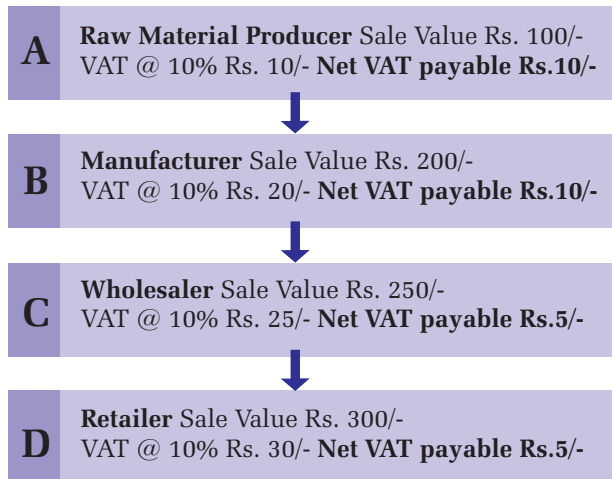 A
Raw Material Producer Sale Value Rs. 100/-
VAT @ 10% Rs. 10/- Net VAT payable Rs.10/-
B
Manufacturer Sale Value Rs. 200/-
VAT @ 10% Rs. 20/- Net VAT payable Rs.10/-
C
Wholesaler Sale Value Rs. 250/-
VAT @ 10% Rs. 25/- Net VAT payable Rs.5/-
D
Retailer Sale Value Rs. 300/-
VAT @ 10% Rs. 30/- Net VAT payable Rs.5/-